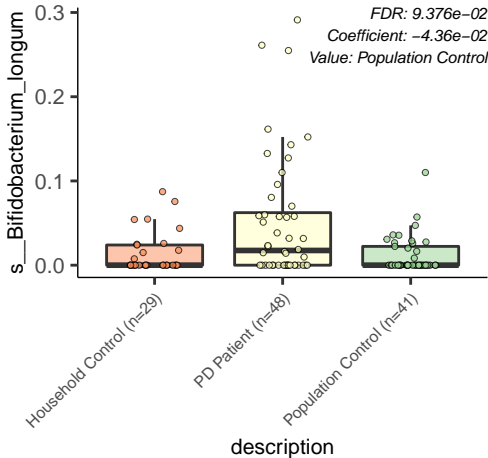 FDR: 9.376e−02
Coefficient: −4.36e−02
Value: Population Control
s__Bifidobacterium_longum
0.3
0.2
0.1
0.0
Household Control (n=29)
PD Patient (n=48)
Population Control (n=41)
description